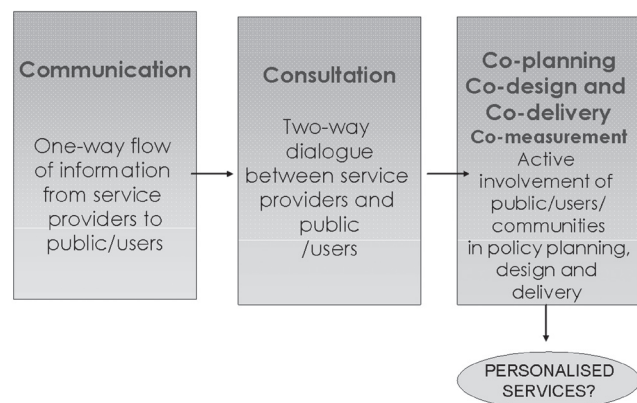 Communication
One-way flow
of information
from service
providers to
public/users
Consultation
Two-way
dialogue
between service
providers and
public
/users
Co-planning
Co-design and
Co-delivery
Co-measurement
Active
involvement of
public/users/
communities
in policy planning,
design and
delivery
PERSONALISED
SERVICES?